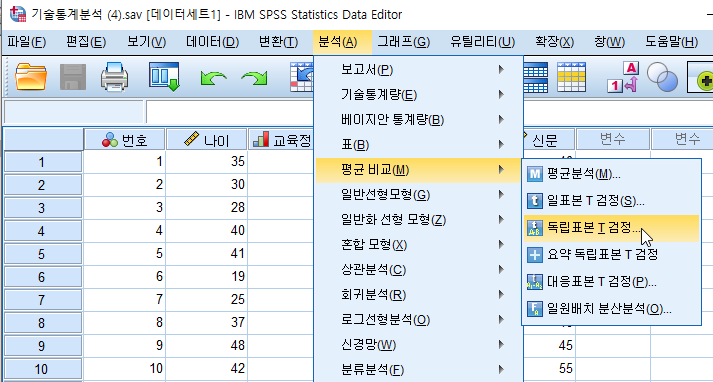 기술통계분석 (4).sav [데이터세트1] - IBM SPSS Statistics Data Editor
파일(F) 편집(E) 보기(V) 데이터(D) 변환(T) 분석(A) 그래프(G) 유틸리티(U) 확장(X) 창(W) 도움말(H)
보고서(P)
기술통계량(E)
베이지안 통계량(B)
표(B)
평균 비교(M)
일반선형모형(G)
일반화 선형 모형(Z)
혼합 모형(X)
상관분석(C)
회귀분석(R)
로그선형분석(O)
신경망(W)
분류분석(F)
평균분석(M)...
일표본 T 검정(S)...
독립표본 T 검정...
요약 독립표본 T 검정
대응표본 T 검정(P)...
일원배치 분산분석(O)...
번호 나이 교육정 신문 변수 변수
1 1 35
2 2 30
3 3 28
4 4 40
5 5 41
6 6 19
7 7 25
8 8 37
9 9 48 45
10 10 42 55